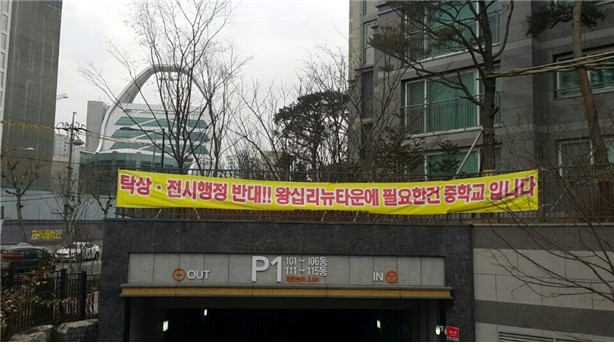 탁상·전시행정 반대!! 왕십리뉴타운에 필요한건 중학교 입니다
OUT P1 101~106동 IN
111~115동